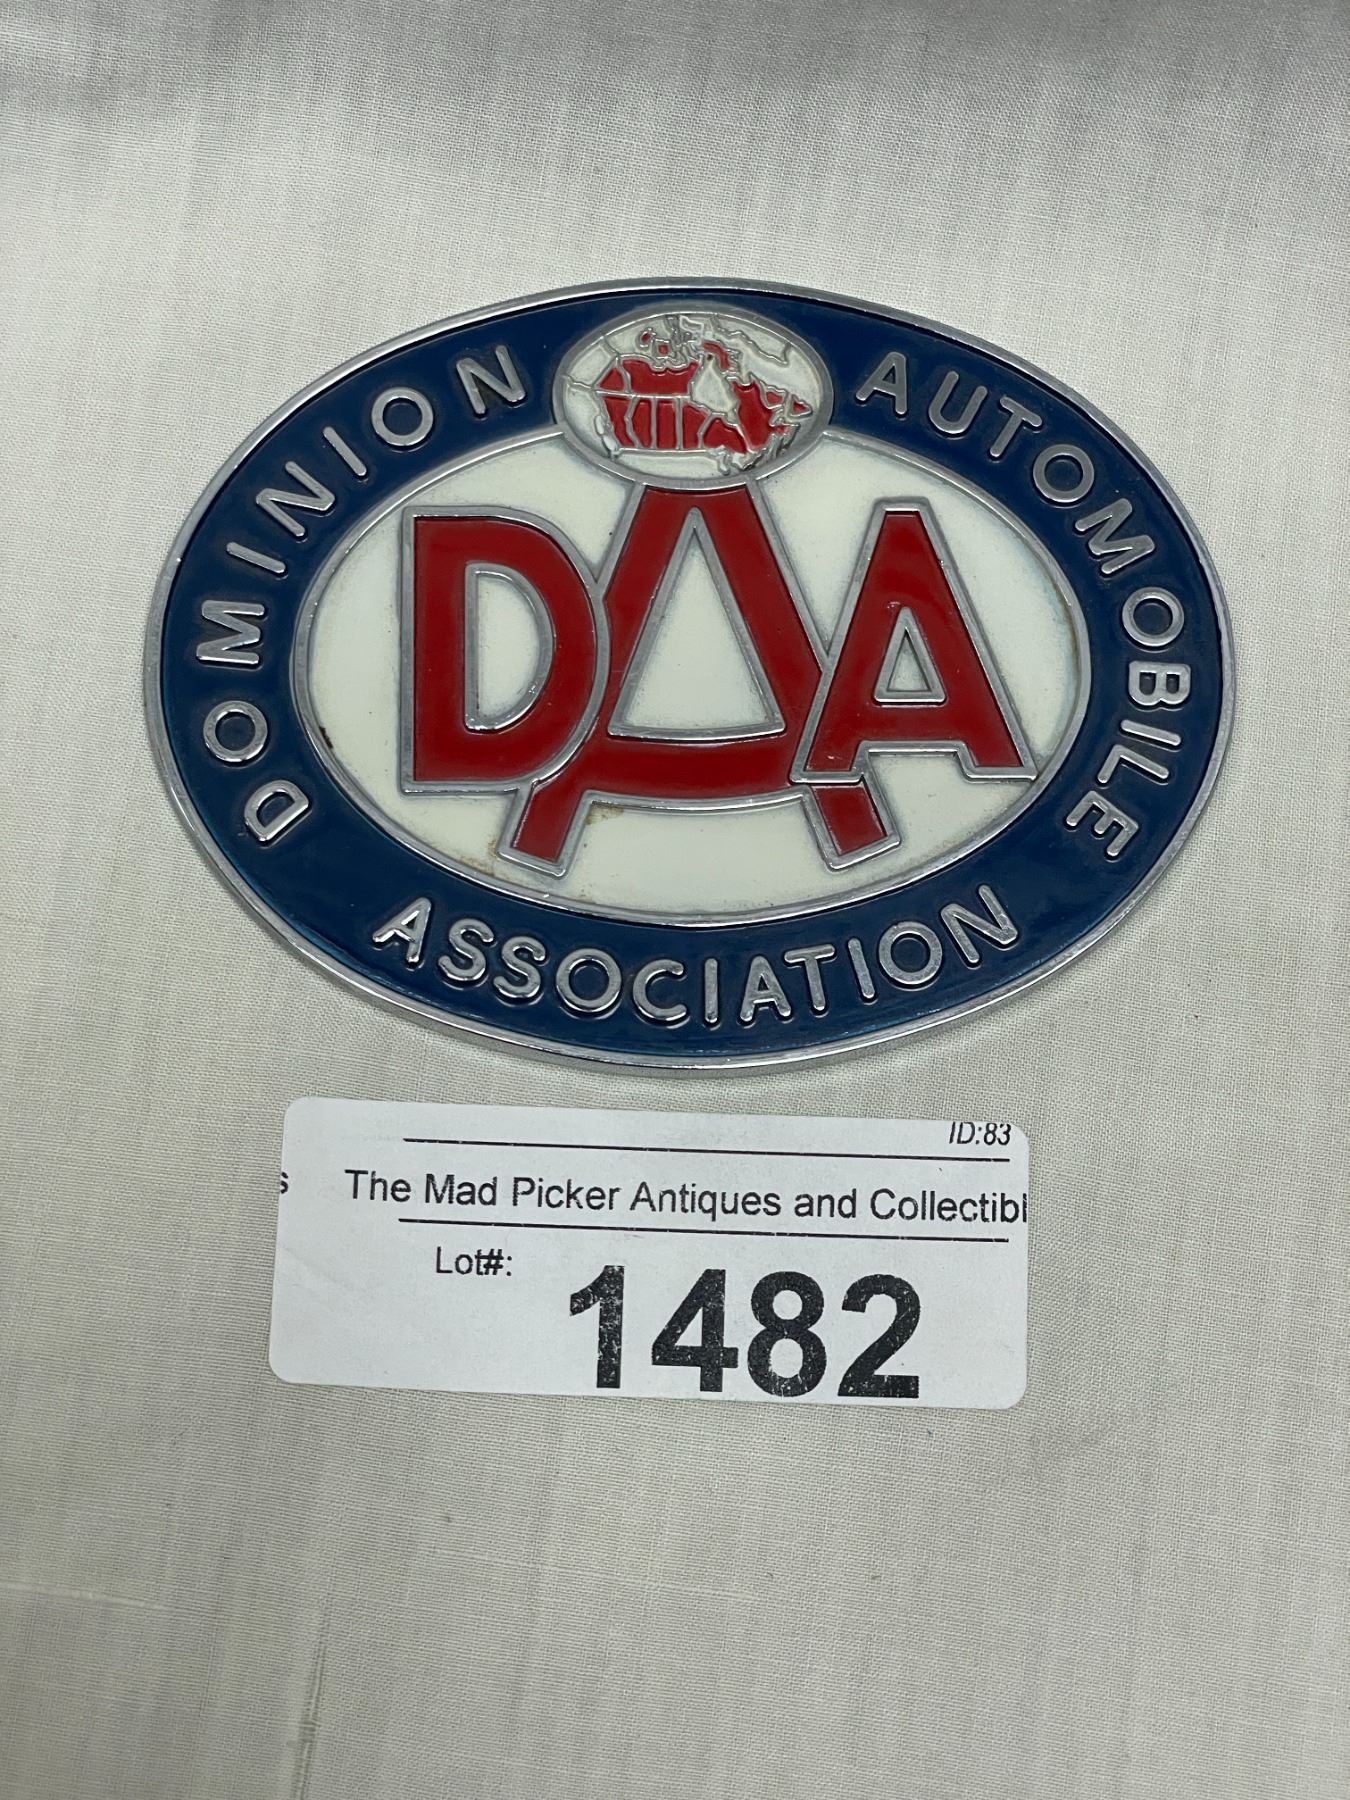 DOMINION AUTOMOBILE
DAA
ASSOCIATION
ID:83
s The Mad Picker Antiques and Collectibl
Lot#: 1482